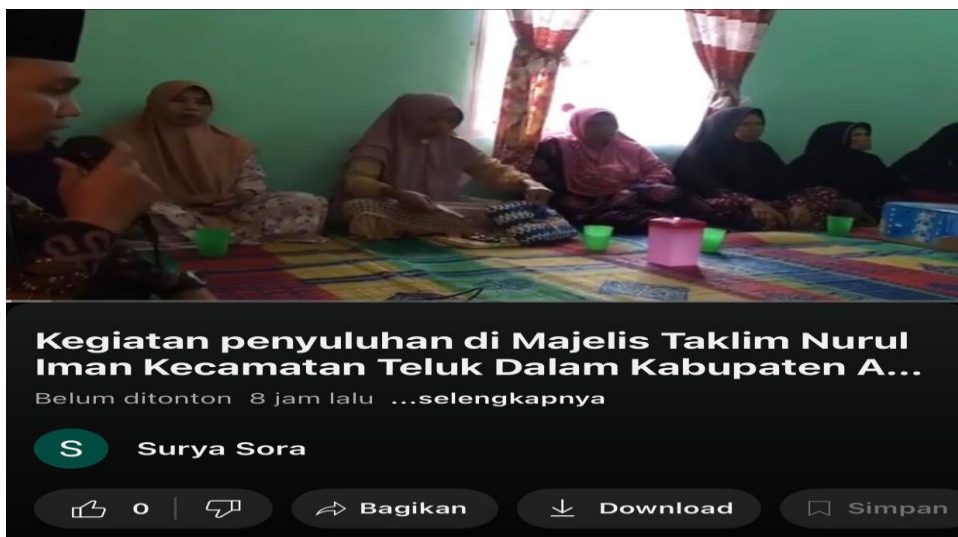 Kegiatan penyuluhan di Majelis Taklim Nurul
Iman Kecamatan Teluk Dalam Kabupaten A...
Belum ditonton 8 jam lalu ...selengkapnya
S Surya Sora
0 Bagikan Download Simpan